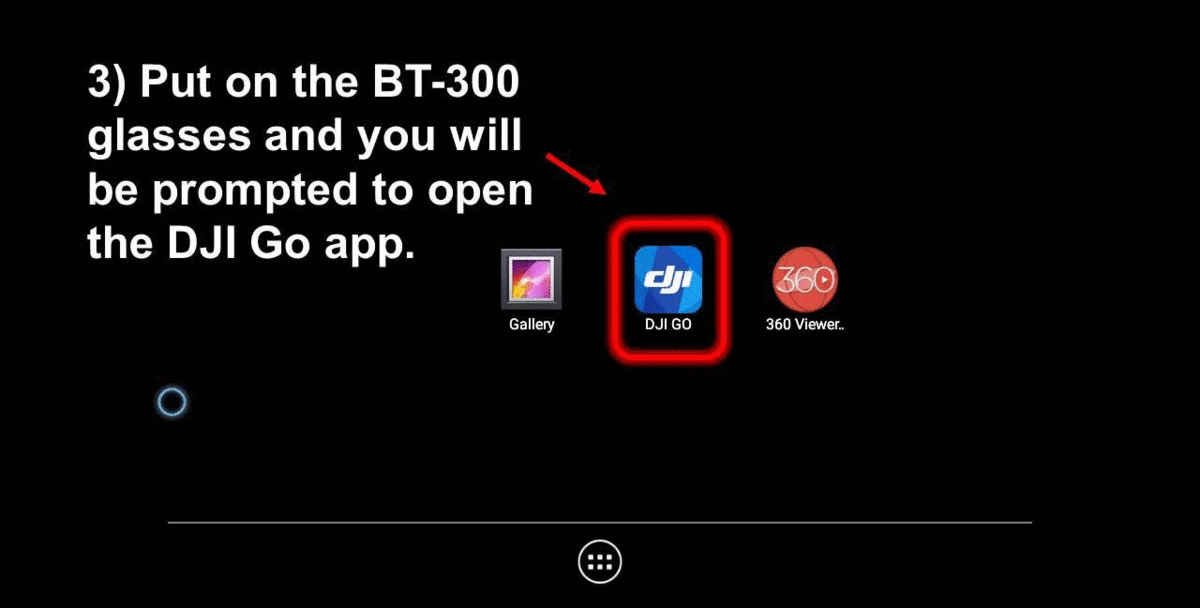 3) Put on the BT-300
glasses and you will
be prompted to open
the DJI Go app.
dji
360
Gallery
DJI GO
360 Viewer..